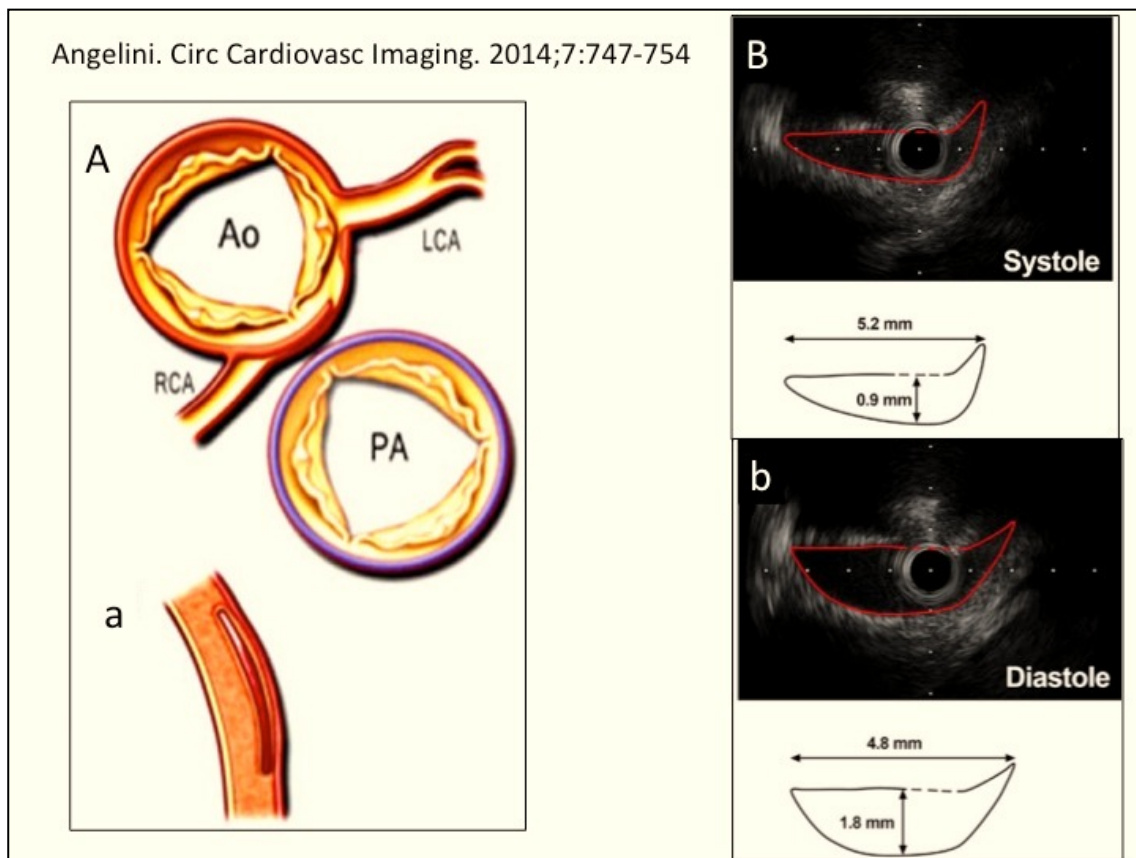 Angelini. Circ Cardiovasc Imaging. 2014;7:747-754
A
Ao
LCA
RCA
PA
a
B
Systole
5.2 mm
0.9 mm
b
Diastole
4.8 mm
1.8 mm